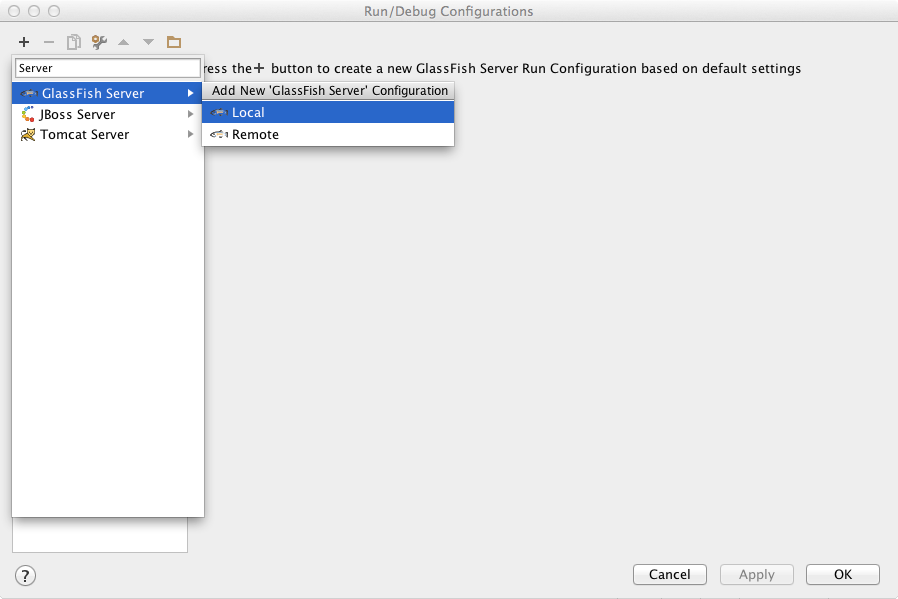 Run/Debug Configurations
Server
ress the + button to create a new GlassFish Server Run Configuration based on default settings
GlassFish Server
Add New 'GlassFish Server' Configuration
JBoss Server
Local
Tomcat Server
Remote
?
Cancel
Apply
OK